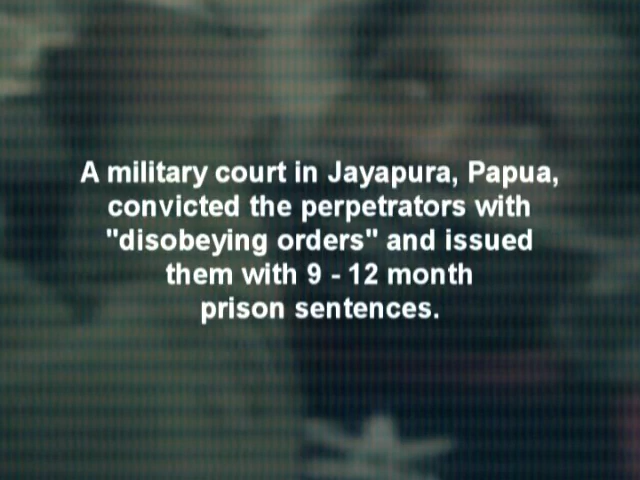 A military court in Jayapura, Papua,
convicted the perpetrators with
"disobeying orders" and issued
them with 9 - 12 month
prison sentences.